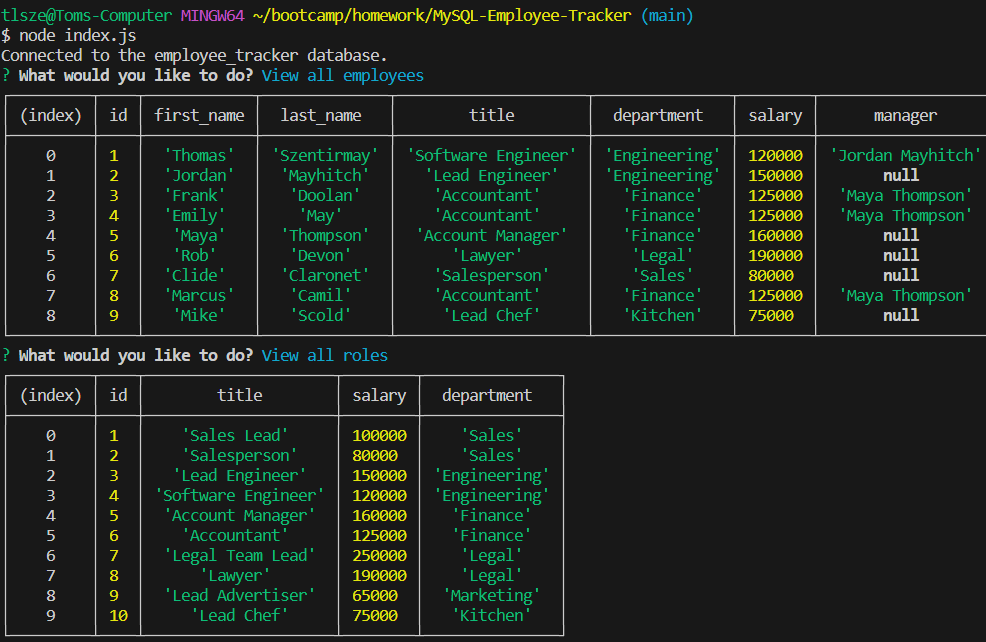 tlsze@Toms-Computer MINGW64 ~/bootcamp/homework/MySQL-Employee-Tracker (main)
$ node index.js
Connected to the employee_tracker database.
? What would you like to do? View all employees
(index) id first_name last_name title department salary manager
0 1 'Thomas' 'Szentirmay' 'Software Engineer' 'Engineering' 120000 'Jordan Mayhitch'
1 2 'Jordan' 'Mayhitch' 'Lead Engineer' 'Engineering' 150000 null
2 3 'Frank' 'Doolan' 'Accountant' 'Finance' 125000 'Maya Thompson'
3 4 'Emily' 'May' 'Accountant' 'Finance' 125000 'Maya Thompson'
4 5 'Maya' 'Thompson' 'Account Manager' 'Finance' 160000 null
5 6 'Rob' 'Devon' 'Lawyer' 'Legal' 190000 null
6 7 'Clide' 'Claronet' 'Salesperson' 'Sales' 80000 null
7 8 'Marcus' 'Camil' 'Accountant' 'Finance' 125000 'Maya Thompson'
8 9 'Mike' 'Scold' 'Lead Chef' 'Kitchen' 75000 null
? What would you like to do? View all roles
(index) id title salary department
0 1 'Sales Lead' 100000 'Sales'
1 2 'Salesperson' 80000 'Sales'
2 3 'Lead Engineer' 150000 'Engineering'
3 4 'Software Engineer' 120000 'Engineering'
4 5 'Account Manager' 160000 'Finance'
5 6 'Accountant' 125000 'Finance'
6 7 'Legal Team Lead' 250000 'Legal'
7 8 'Lawyer' 190000 'Legal'
8 9 'Lead Advertiser' 65000 'Marketing'
9 10 'Lead Chef' 75000 'Kitchen'